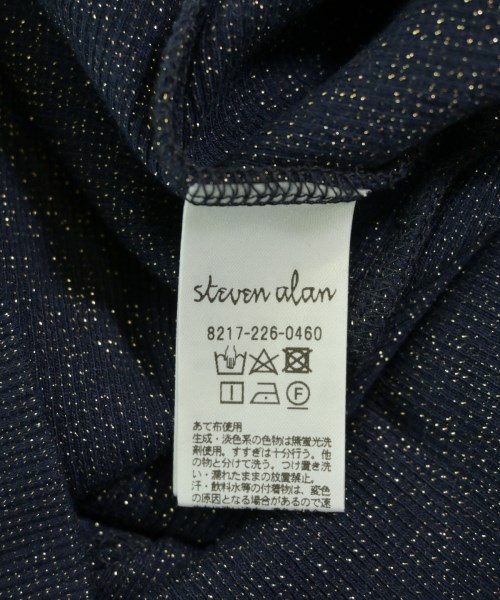 steven alan
8217-226-0460
F
あて布使用
生成・淡色系の色物は無蛍光洗
剤使用。すすぎは十分行う。他
の物と分けて洗う。つけ置き洗
い・濡れたままの放置禁止。
汗・飲料水等の付着物は、変色
の原因となる場合があるので速